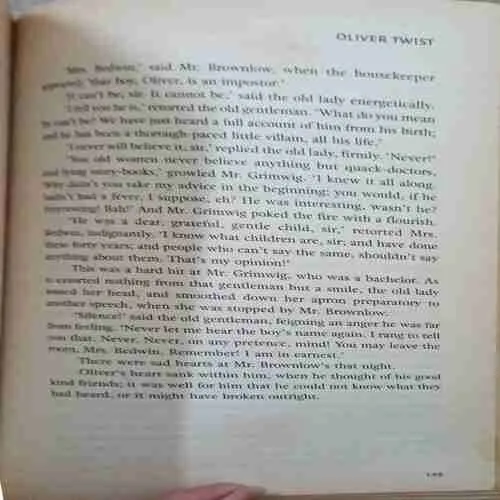 OLIVER TWIST
'Mrs. Bedwin,' said Mr. Brownlow, when the housekeeper
appeared; 'that boy, Oliver, is an impostor.'
'It can't be, sir. It cannot be,' said the old lady energetically.
'I tell you he is,' retorted the old gentleman. 'What do you mean
by can't be? We have just heard a full account of him from his birth;
and he has been a thorough-paced little villain, all his life.'
'I never will believe it, sir,' replied the old lady, firmly. 'Never!'
'You old women never believe anything but quack-doctors,
and lying story-books,' growled Mr. Grimwig. 'I knew it all along.
Why didn't you take my advice in the beginning; you would, if he
hadn't had a fever, I suppose, eh? He was interesting, wasn't he?
Interesting! Bah!' And Mr. Grimwig poked the fire with a flourish.
'He was a dear, grateful, gentle child, sir,' retorted Mrs.
Bedwin, indignantly. 'I know what children are, sir; and have done
these forty years; and people who can't say the same, shouldn't say
anything about them. That's my opinion!'
This was a hard hit at Mr. Grimwig, who was a bachelor. As
it extorted nothing from that gentleman but a smile, the old lady
tossed her head, and smoothed down her apron preparatory to
another speech, when she was stopped by Mr. Brownlow.
'Silence!' said the old gentleman, feigning an anger he was far
from feeling. 'Never let me hear the boy's name again. I rang to tell
you that. Never. Never, on any pretence, mind! You may leave the
room, Mrs. Bedwin. Remember! I am in earnest.'
There were sad hearts at Mr. Brownlow's that night.
Oliver's heart sank within him, when he thought of his good
kind friends; it was well for him that he could not know what they
had heard, or it might have broken outright.